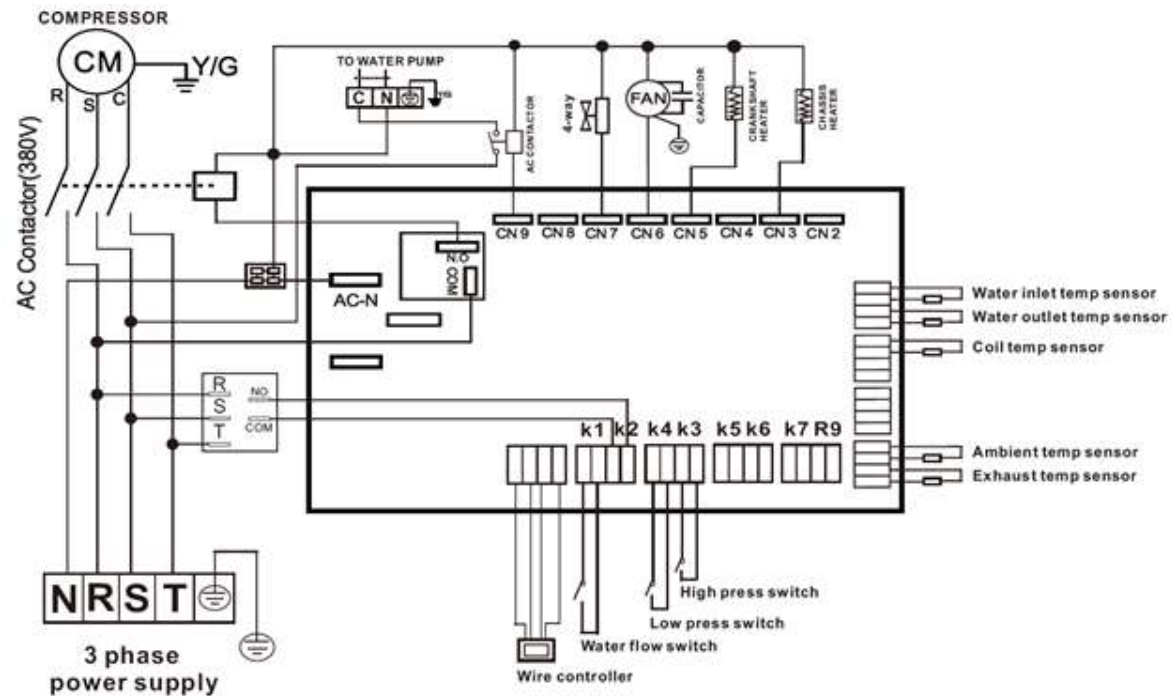 COMPRESSOR
CM
Y/G
R
S
C
AC Contactor(380V)
TO WATER PUMP
C N
Y/G
AC CONTACTOR
4-way
FAN
CAPACITOR
CRANKSHAFT
HEATER
CHASSIS
HEATER
CN9 CN8 CN7 CN6 CN5 CN4 CN3 CN2
N.O
COM
AC-N
R
S
T
NO
COM
k1 k2 k4 k3 k5 k6 k7 R9
Water inlet temp sensor
Water outlet temp sensor
Coil temp sensor
Ambient temp sensor
Exhaust temp sensor
High press switch
Low press switch
Water flow switch
Wire controller
N R S T
3 phase
power supply